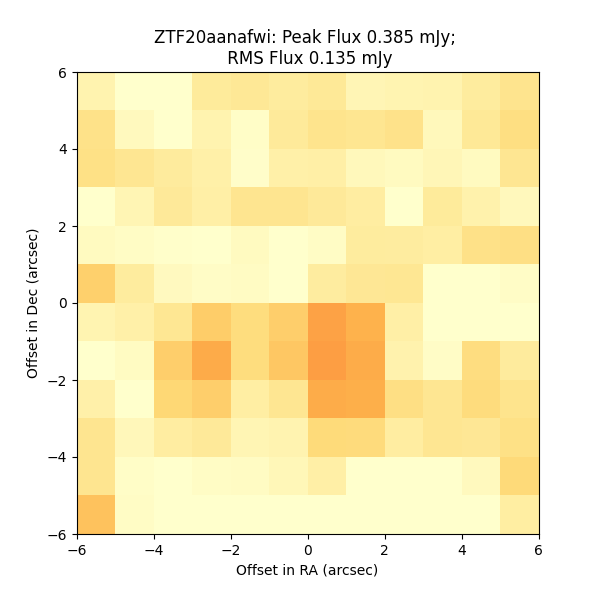 ZTF20aanafwi: Peak Flux 0.385 mJy;
RMS Flux 0.135 mJy
6
4
2
0
−2
−4
−6
Offset in Dec (arcsec)
−6 −4 −2 0 2 4 6
Offset in RA (arcsec)